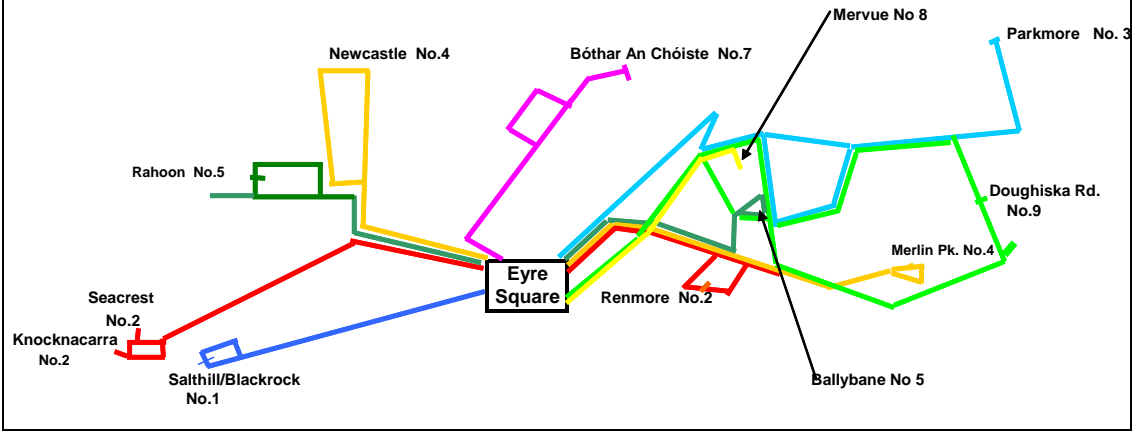 Mervue No 8
Parkmore No. 3
Newcastle No.4
Bóthar An Chóiste No.7
Rahoon No.5
Doughiska Rd.
No.9
Merlin Pk. No.4
Eyre
Square
Renmore No.2
Seacrest
No.2
Knocknacarra
No.2
Salthill/Blackrock
No.1
Ballybane No 5